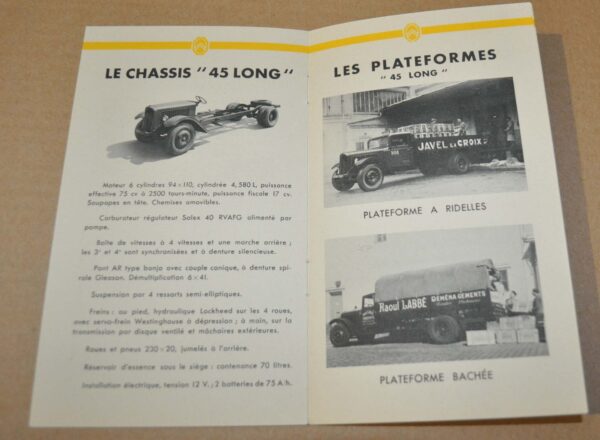 LE CHASSIS "45 LONG"
Moteur 6 cylindres 94×110, cylindrée 4,580 L, puissance
effective 75 cv à 2500 tours-minute, puissance fiscale 17 cv.
Soupapes en tête. Chemises amovibles.
Carburateur régulateur Solex 40 RVAFG alimenté par
pompe.
Boîte de vitesses à 4 vitesses et une marche arrière ;
les 3e et 4e sont synchronisées et à denture silencieuse.
Pont AR type banjo avec couple conique, à denture spi-
rale Gleason. Démultiplication 6×41.
Suspension par 4 ressorts semi-elliptiques.
Freins : au pied, hydraulique Lockheed sur les 4 roues,
avec servo-frein Westinghouse à dépression ; à main, sur la
transmission par disque ventilé et mâchoires extérieures.
Roues et pneus 230×20, jumelés à l'arrière.
Réservoir d'essence sous le siège : contenance 70 litres.
Installation électrique, tension 12 V. ; 2 batteries de 75 A.h.
LES PLATEFORMES
"45 LONG"
JAVEL LA CROIX
PLATEFORME A RIDELLES
Raoul LABBÉ
DÉMÉNAGEMENTS
PLATEFORME BACHÉE